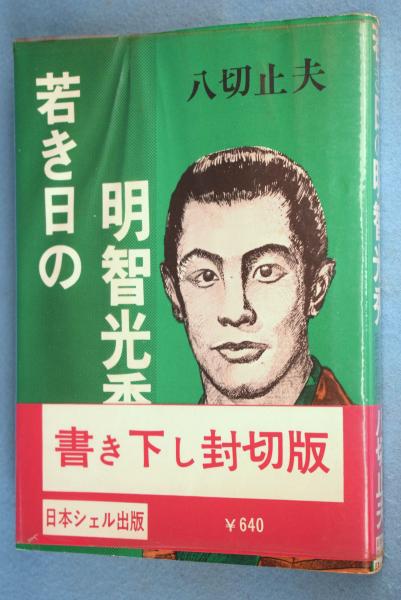 八切止夫
若き日の
明智光秀
書き下し封切版
日本シェル出版
￥640